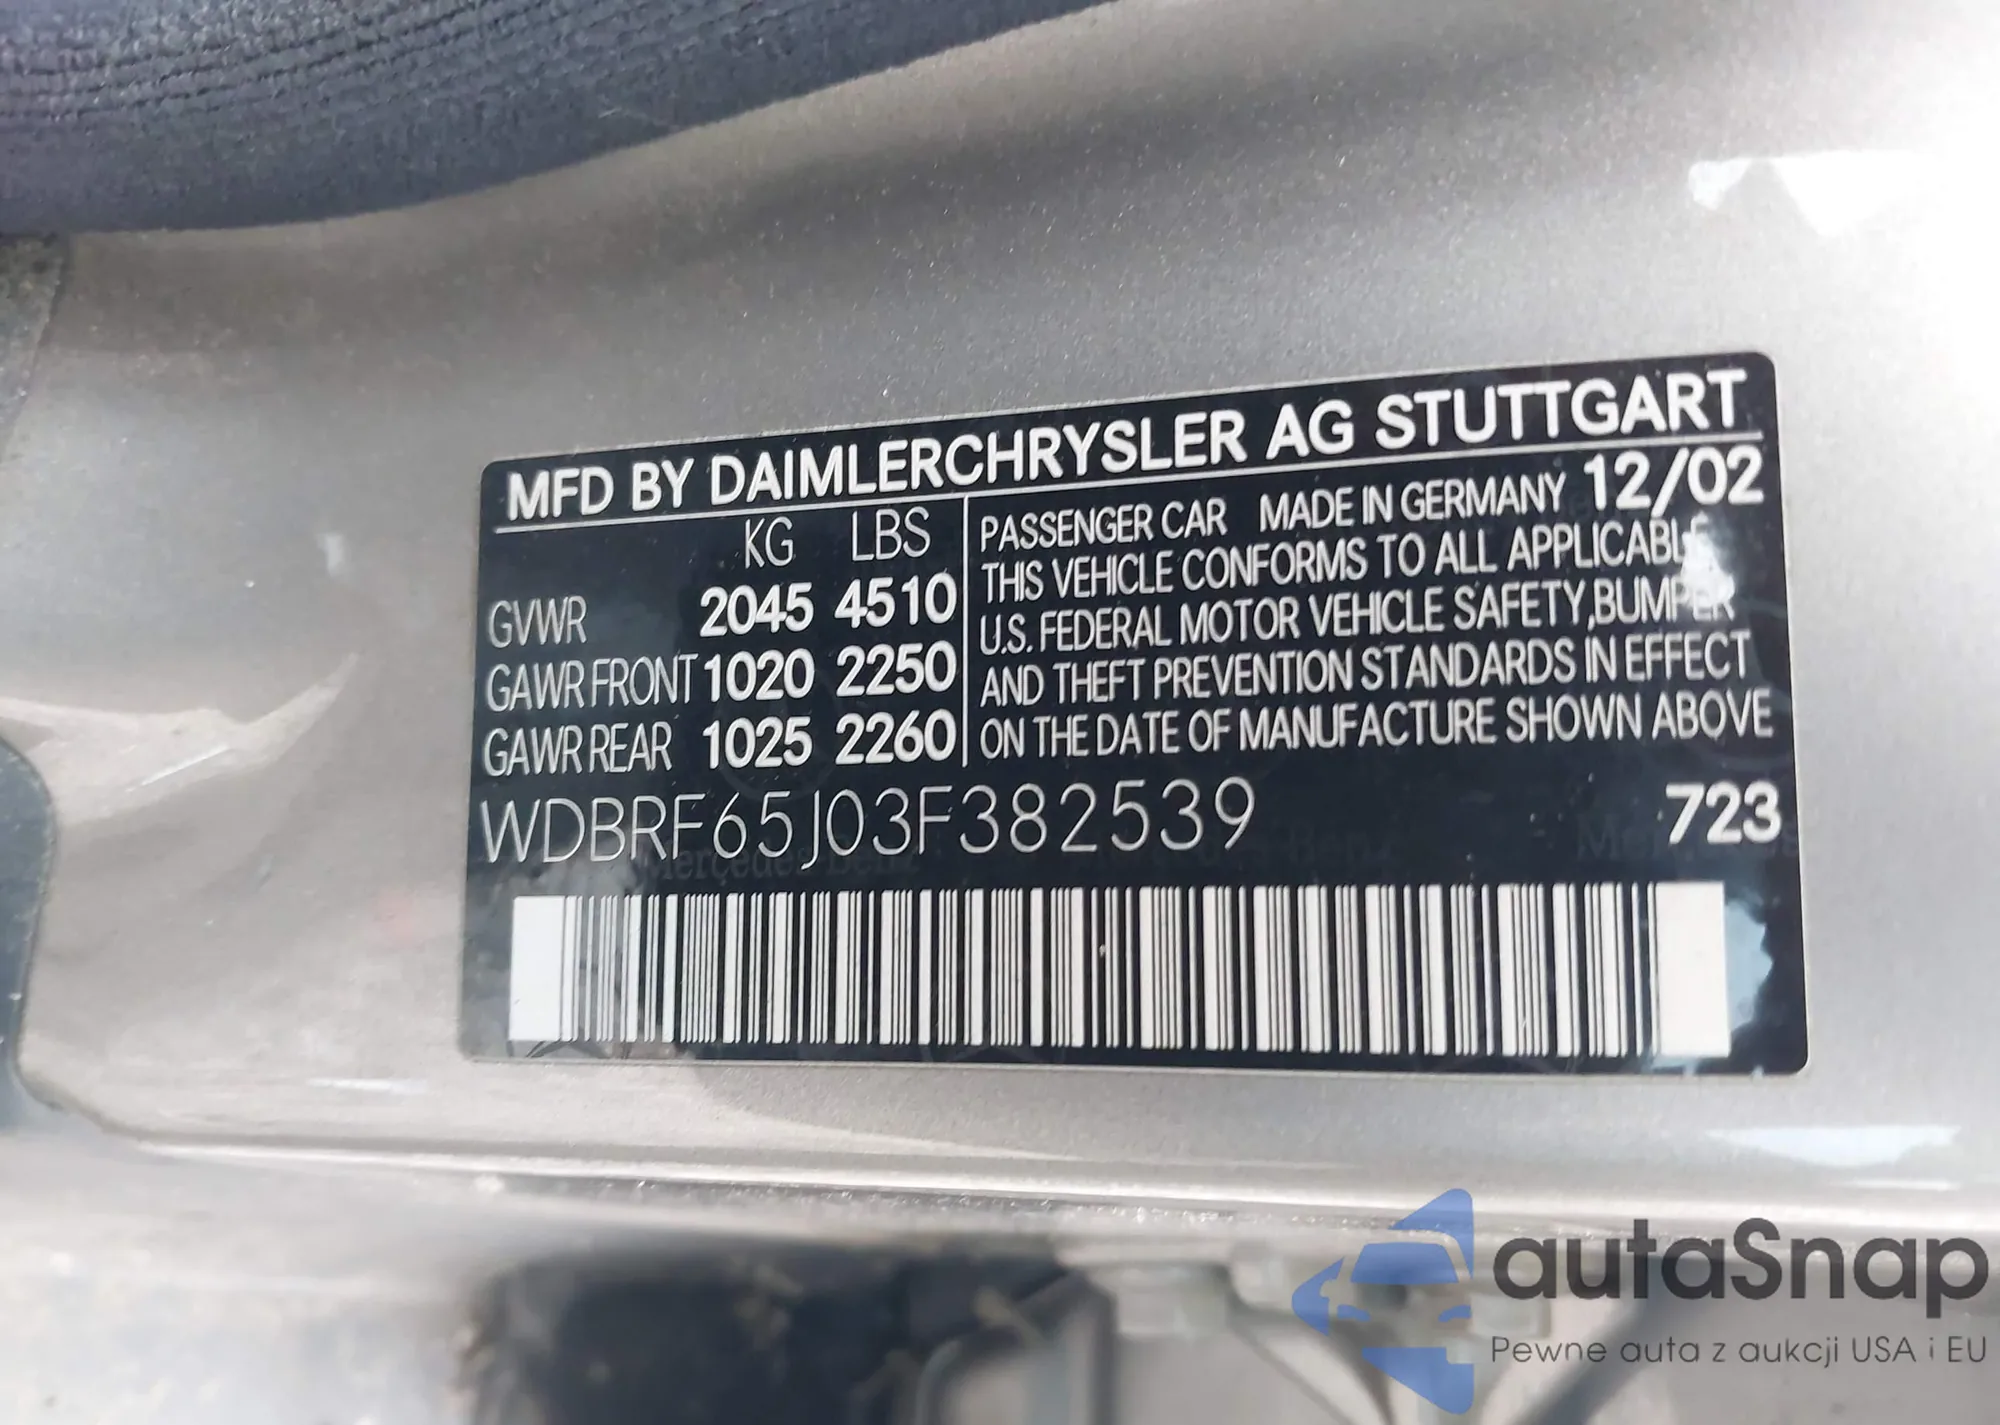 MFD BY DAIMLERCHRYSLER AG STUTTGART
KG LBS
GVWR 2045 4510
GAWR FRONT 1020 2250
GAWR REAR 1025 2260
PASSENGER CAR MADE IN GERMANY 12/02
THIS VEHICLE CONFORMS TO ALL APPLICABLE
U.S. FEDERAL MOTOR VEHICLE SAFETY, BUMPER
AND THEFT PREVENTION STANDARDS IN EFFECT
ON THE DATE OF MANUFACTURE SHOWN ABOVE
WDBRF65J03F382539 723
Mercedes Benz
autaSnap
Pewne auta z aukcji USA i EU